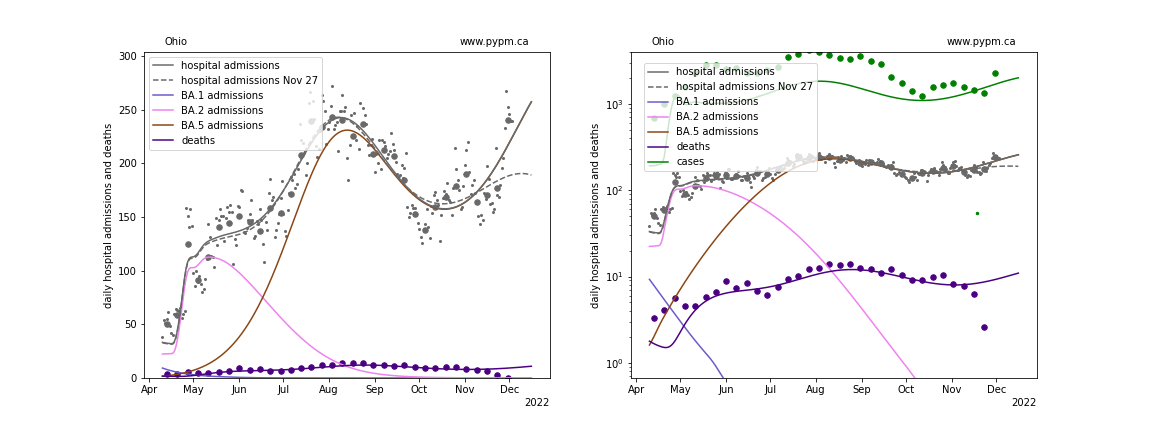 Ohio www.pypm.ca
300
250
200
150
100
50
0
daily hospital admissions and deaths
hospital admissions
hospital admissions Nov 27
BA.1 admissions
BA.2 admissions
BA.5 admissions
deaths
Apr May Jun Jul Aug Sep Oct Nov Dec
2022
Ohio www.pypm.ca
10³
10²
10¹
10⁰
daily hospital admissions and deaths
hospital admissions
hospital admissions Nov 27
BA.1 admissions
BA.2 admissions
BA.5 admissions
deaths
cases
Apr May Jun Jul Aug Sep Oct Nov Dec
2022